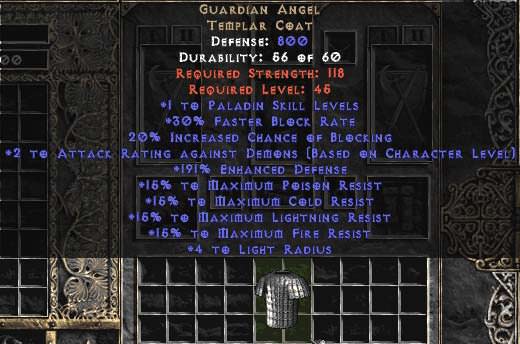 Guardian Angel
Templar Coat
Defense: 800
Durability: 56 of 60
Required Strength: 118
Required Level: 45
+1 to Paladin Skill Levels
+30% Faster Block Rate
20% Increased Chance of Blocking
+2 to Attack Rating against Demons (Based on Character Level)
+191% Enhanced Defense
+15% to Maximum Poison Resist
+15% to Maximum Cold Resist
+15% to Maximum Lightning Resist
+15% to Maximum Fire Resist
+4 to Light Radius